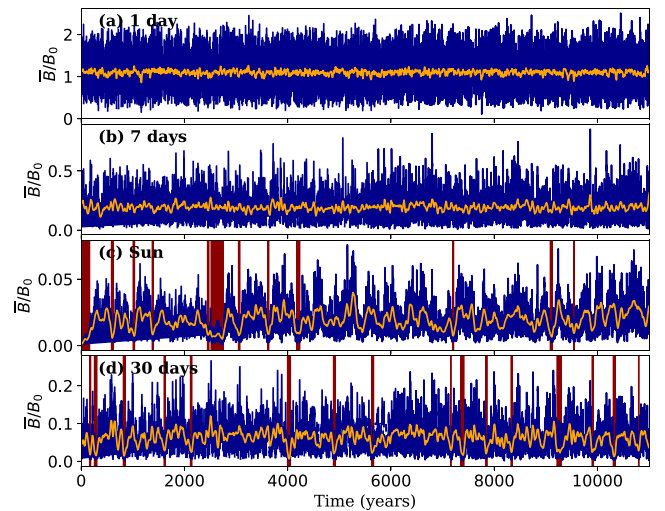 (a) 1 day
2
1
0
B̅/B₀
(b) 7 days
0.5
0.0
B̅/B₀
(c) Sun
0.05
0.00
B̅/B₀
(d) 30 days
0.2
0.1
0.0
B̅/B₀
0 2000 4000 6000 8000 10000
Time (years)